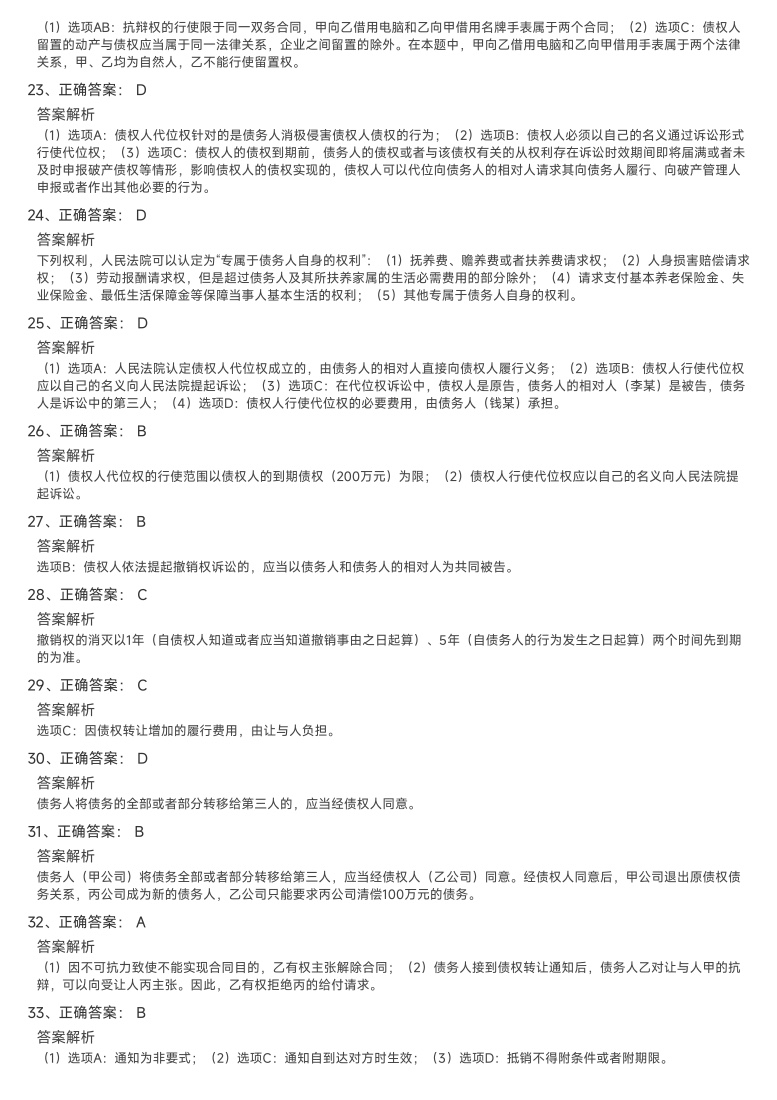 （1）选项AB：抗辩权的行使限于同一双务合同，甲向乙借用电脑和乙向甲借用名牌手表属于两个合同；（2）选项C：债权人
留置的动产与债权应当属于同一法律关系，企业之间留置的除外。在本题中，甲向乙借用电脑和乙向甲借用手表属于两个法律
关系，甲、乙均为自然人，乙不能行使留置权。
23、正确答案： D
答案解析
（1）选项A：债权人代位权针对的是债务人消极侵害债权人债权的行为；（2）选项B：债权人必须以自己的名义通过诉讼形式
行使代位权；（3）选项C：债权人的债权到期前，债务人的债权或者与该债权有关的从权利存在诉讼时效期间即将届满或者未
及时申报破产债权等情形，影响债权人的债权实现的，债权人可以代位向债务人的相对人请求其向债务人履行、向破产管理人
申报或者作出其他必要的行为。
24、正确答案： D
答案解析
下列权利，人民法院可以认定为“专属于债务人自身的权利”：（1）抚养费、赡养费或者扶养费请求权；（2）人身损害赔偿请求
权；（3）劳动报酬请求权，但是超过债务人及其所扶养家属的生活必需费用的部分除外；（4）请求支付基本养老保险金、失
业保险金、最低生活保障金等保障当事人基本生活的权利；（5）其他专属于债务人自身的权利。
25、正确答案： D
答案解析
（1）选项A：人民法院认定债权人代位权成立的，由债务人的相对人直接向债权人履行义务；（2）选项B：债权人行使代位权
应以自己的名义向人民法院提起诉讼；（3）选项C：在代位权诉讼中，债权人是原告，债务人的相对人（李某）是被告，债务
人是诉讼中的第三人；（4）选项D：债权人行使代位权的必要费用，由债务人（钱某）承担。
26、正确答案： B
答案解析
（1）债权人代位权的行使范围以债权人的到期债权（200万元）为限；（2）债权人行使代位权应以自己的名义向人民法院提
起诉讼。
27、正确答案： B
答案解析
选项B：债权人依法提起撤销权诉讼的，应当以债务人和债务人的相对人为共同被告。
28、正确答案： C
答案解析
撤销权的消灭以1年（自债权人知道或者应当知道撤销事由之日起算）、5年（自债务人的行为发生之日起算）两个时间先到期
的为准。
29、正确答案： C
答案解析
选项C：因债权转让增加的履行费用，由让与人负担。
30、正确答案： D
答案解析
债务人将债务的全部或者部分转移给第三人的，应当经债权人同意。
31、正确答案： B
答案解析
债务人（甲公司）将债务全部或者部分转移给第三人，应当经债权人（乙公司）同意。经债权人同意后，甲公司退出原债权债
务关系，丙公司成为新的债务人，乙公司只能要求丙公司清偿100万元的债务。
32、正确答案： A
答案解析
（1）因不可抗力致使不能实现合同目的，乙有权主张解除合同；（2）债务人接到债权转让通知后，债务人乙对让与人甲的抗
辩，可以向受让人丙主张。因此，乙有权拒绝丙的给付请求。
33、正确答案： B
答案解析
（1）选项A：通知为非要式；（2）选项C：通知自到达对方时生效；（3）选项D：抵销不得附条件或者附期限。